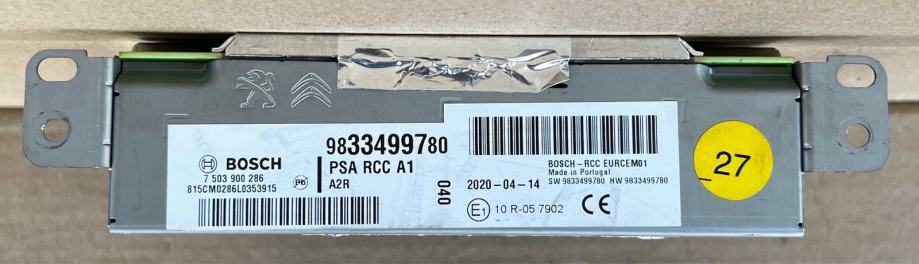 BOSCH
7 503 900 286
815CM0286L0353915
Pb
9833499780
PSA RCC A1
A2R
040
BOSCH-RCC EURCEM01
Made in Portugal
SW 9833499780 HW 9833499780
2020-04-14
E1 10 R-05 7902 CE
27